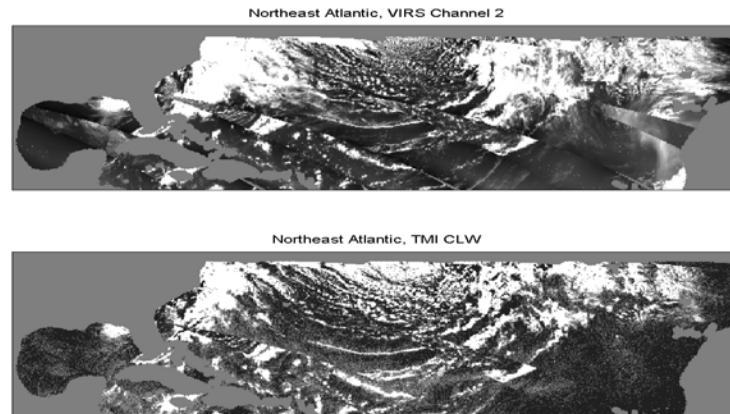 Northeast Atlantic, VIRS Channel 2
Northeast Atlantic, TMI CLW